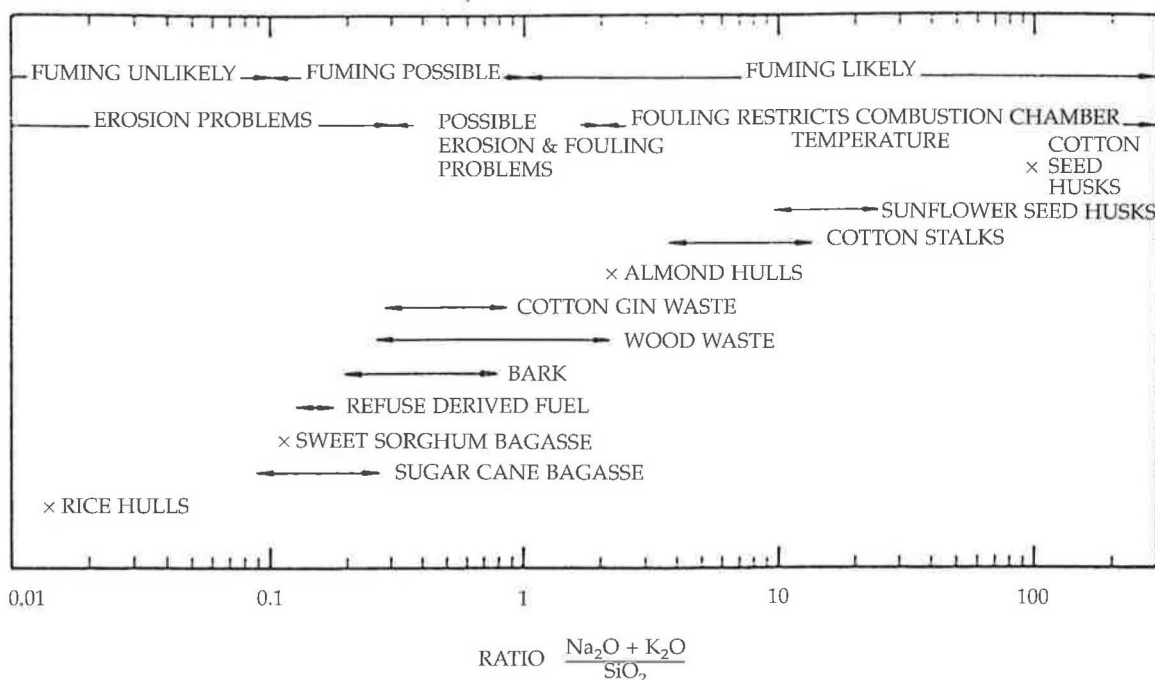 FUMING UNLIKELY FUMING POSSIBLE FUMING LIKELY
EROSION PROBLEMS
POSSIBLE
EROSION & FOULING
PROBLEMS
FOULING RESTRICTS COMBUSTION CHAMBER
TEMPERATURE
× COTTON
SEED
HUSKS
SUNFLOWER SEED HUSKS
COTTON STALKS
× ALMOND HULLS
COTTON GIN WASTE
WOOD WASTE
BARK
REFUSE DERIVED FUEL
× SWEET SORGHUM BAGASSE
SUGAR CANE BAGASSE
× RICE HULLS
0.01 0.1 1 10 100
RATIO Na₂O + K₂O
SiO₂